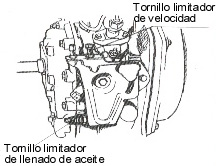 Tornillo limitador
de velocidad
Tornillo limitador
de llenado de aceite